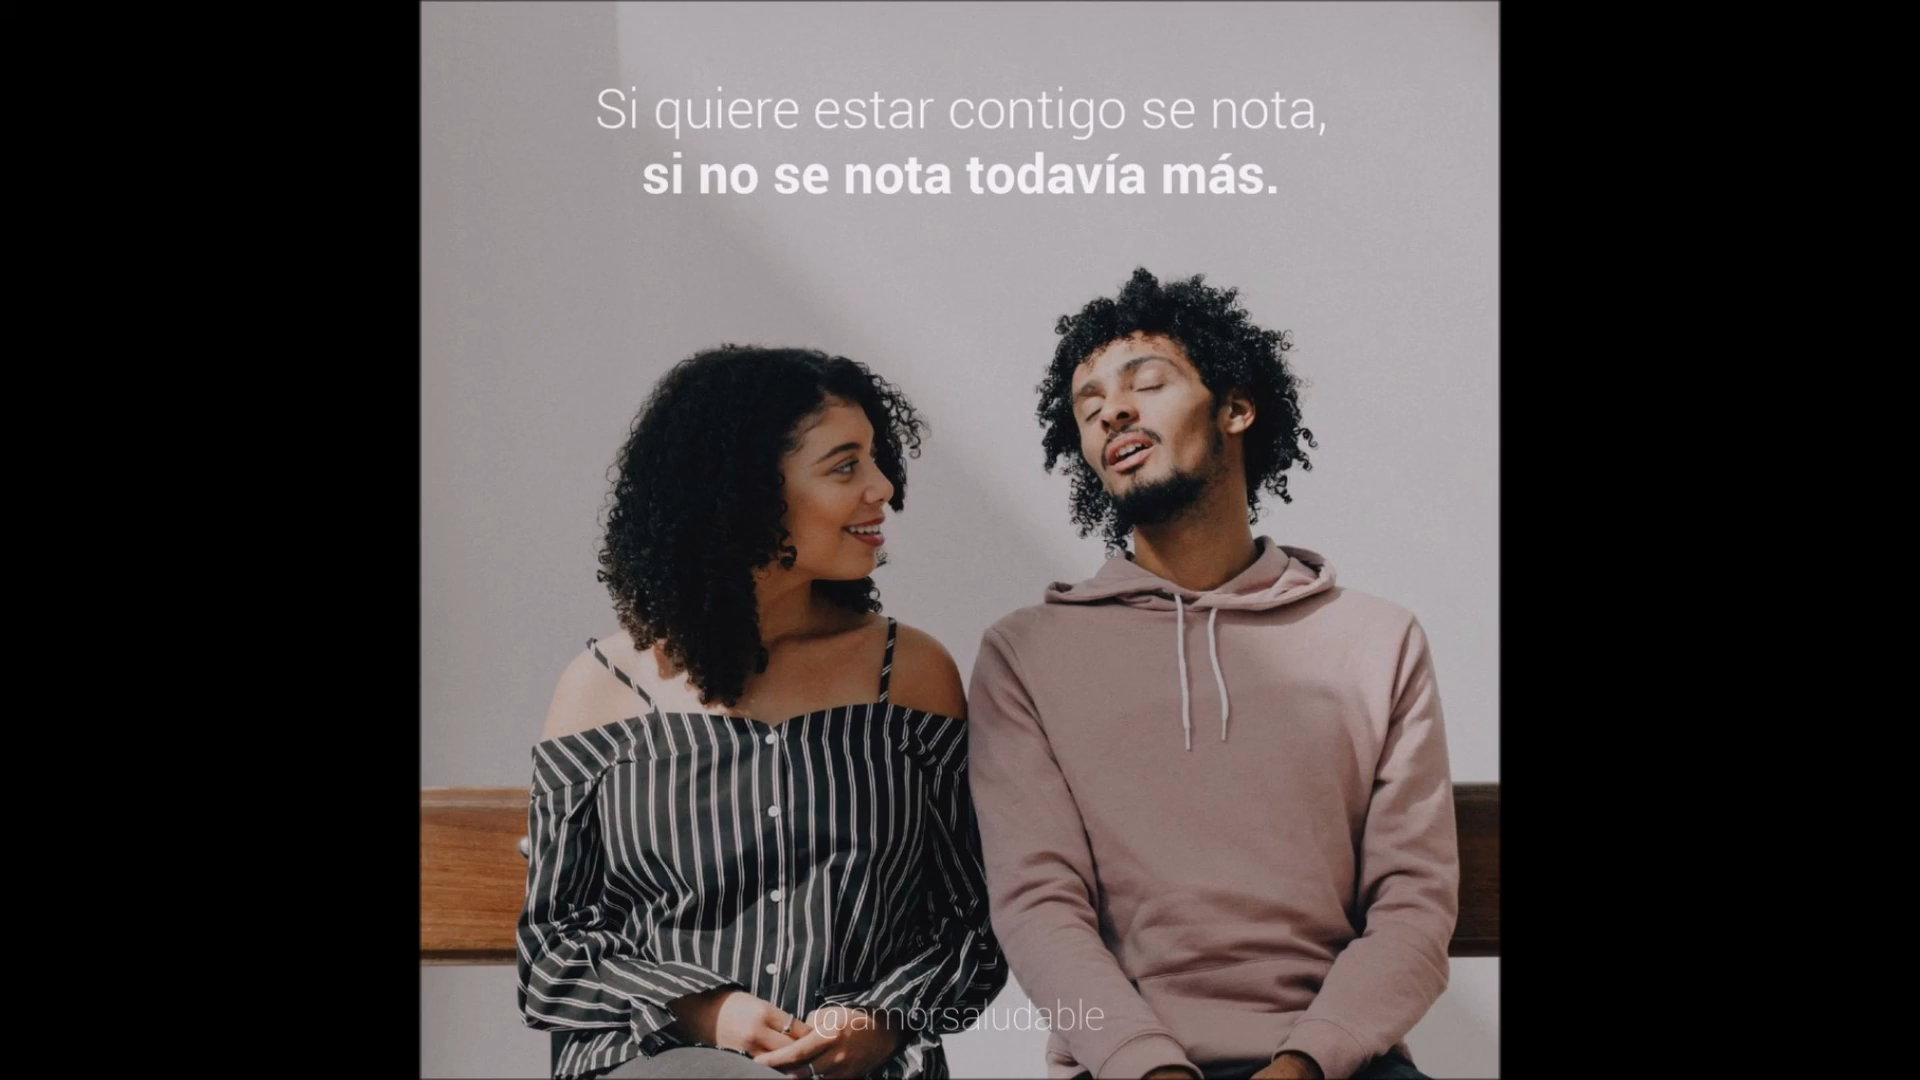 Si quiere estar contigo se nota,
si no se nota todavía más.
@amorsaludable